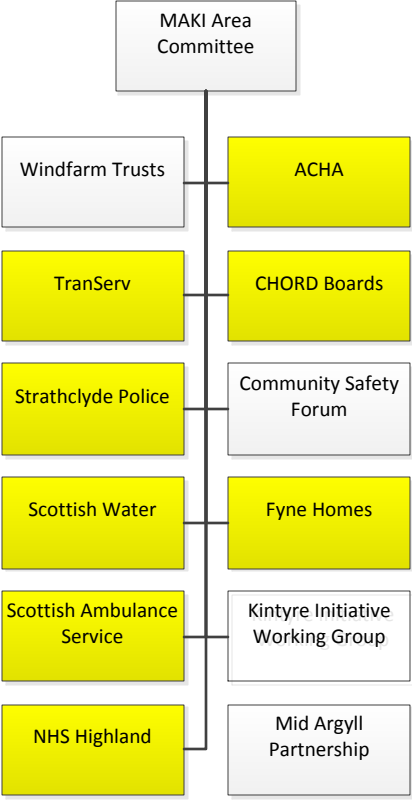 MAKI Area
Committee
Windfarm Trusts
ACHA
TranServ
CHORD Boards
Strathclyde Police
Community Safety
Forum
Scottish Water
Fyne Homes
Scottish Ambulance
Service
Kintyre Initiative
Working Group
NHS Highland
Mid Argyll
Partnership